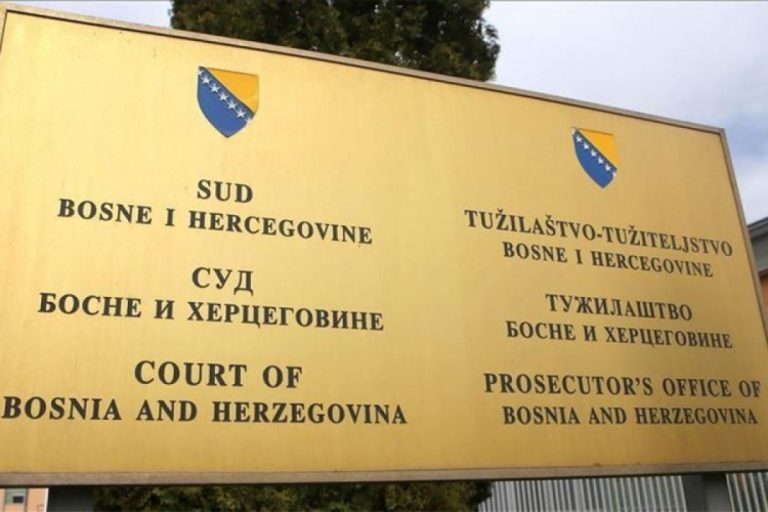 SUD
BOSNE I HERCEGOVINE
СУД
БОСНЕ И ХЕРЦЕГОВИНЕ
COURT OF
BOSNIA AND HERZEGOVINA
TUŽILAŠTVO-TUŽITELJSTVO
BOSNE I HERCEGOVINE
ТУЖИЛАШТВО
БОСНЕ И ХЕРЦЕГОВИНЕ
PROSECUTOR'S OFFICE OF
BOSNIA AND HERZEGOVINA